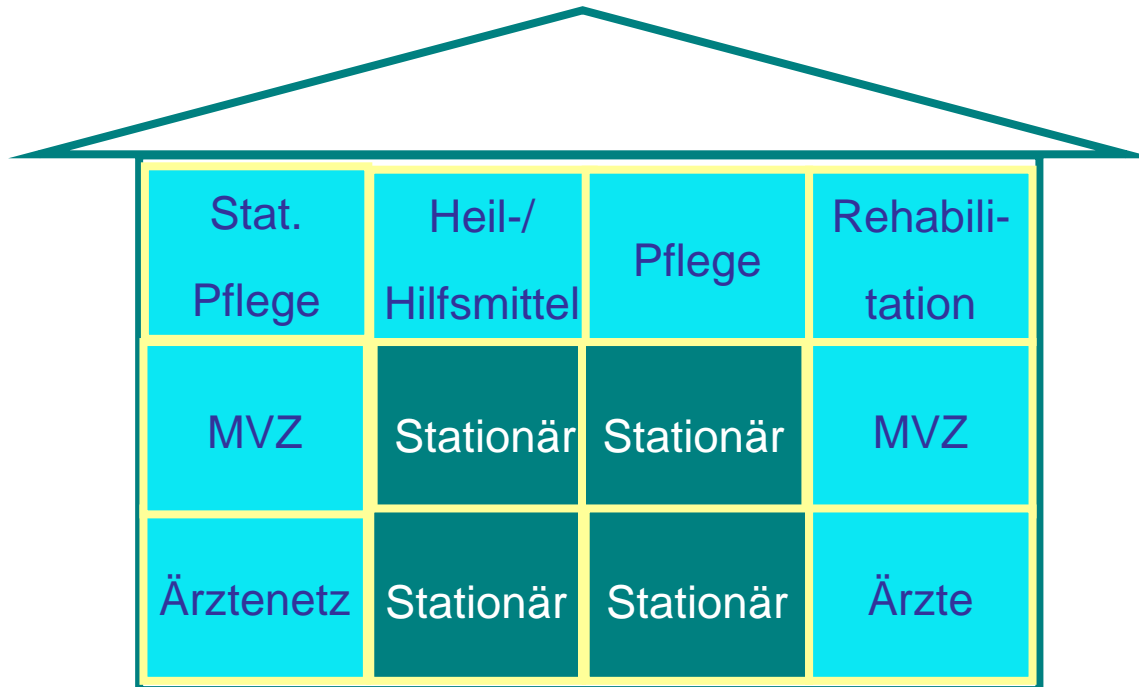 Stat.
Pflege
Heil-/
Hilfsmittel
Pflege
Rehabili-
tation
MVZ
Stationär
Stationär
MVZ
Ärztenetz
Stationär
Stationär
Ärzte